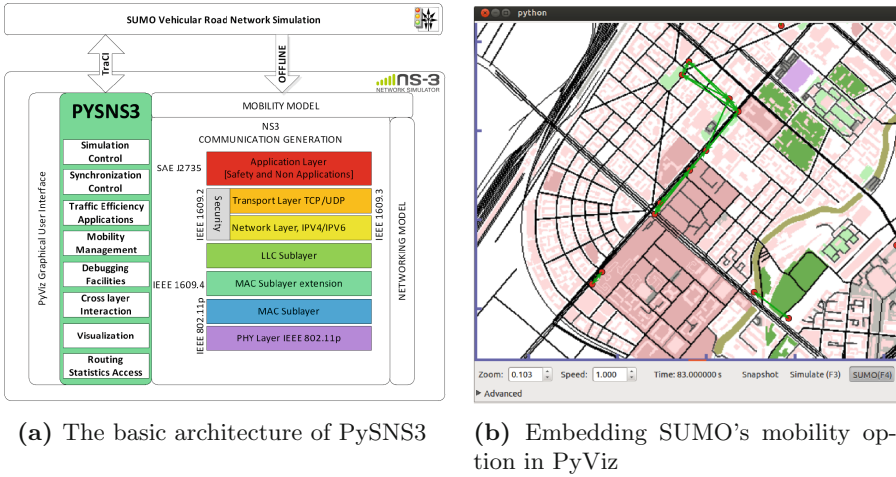 SUMO Vehicular Road Network Simulation
TraCI
OFFLINE
NS-3
NETWORK SIMULATOR
PyViz Graphical User Interface
PYSNS3
Simulation
Control
Synchronization
Control
Traffic Efficiency
Applications
Mobility
Management
Debugging
Facilities
Cross layer
Interaction
Visualization
Routing
Statistics Access
MOBILITY MODEL
NS3
COMMUNICATION GENERATION
SAE J2735
Application Layer
[Safety and Non Applications]
IEEE 1609.2
Security
Transport Layer TCP/UDP
Network Layer, IPV4/IPV6
IEEE 1609.3
LLC Sublayer
IEEE 1609.4
MAC Sublayer extension
IEEE 802.11p
MAC Sublayer
PHY Layer IEEE 802.11p
NETWORKING MODEL
(a) The basic architecture of PySNS3
python
Zoom: 0.103 Speed: 1.000 Time: 83.000000 s Snapshot Simulate (F3) SUMO(F4)
Advanced
(b) Embedding SUMO's mobility op-
tion in PyViz